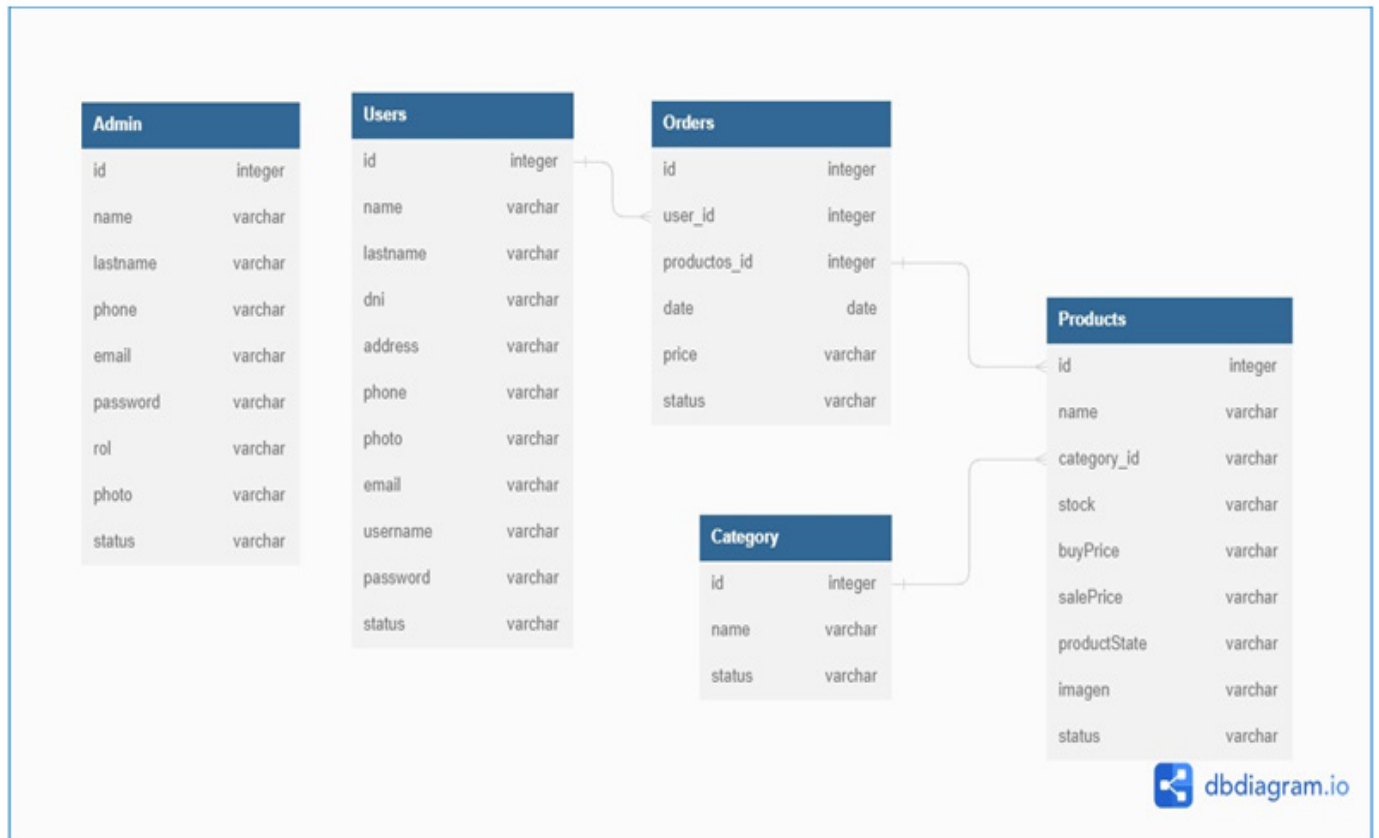 Admin
id integer
name varchar
lastname varchar
phone varchar
email varchar
password varchar
rol varchar
photo varchar
status varchar
Users
id integer
name varchar
lastname varchar
dni varchar
address varchar
phone varchar
photo varchar
email varchar
username varchar
password varchar
status varchar
Orders
id integer
user_id integer
productos_id integer
date date
price varchar
status varchar
Category
id integer
name varchar
status varchar
Products
id integer
name varchar
category_id varchar
stock varchar
buyPrice varchar
salePrice varchar
productState varchar
imagen varchar
status varchar
dbdiagram.io